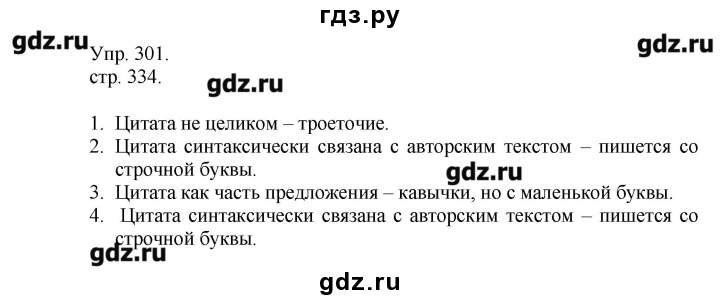 гдз.ру
gdz.ru
gdz.ru
Упр. 301.
стр. 334.
gdz.ru
1. Цитата не целиком – троеточие.
2. Цитата синтаксически связана с авторским текстом – пишется со
строчной буквы.
gdz.ru
3. Цитата как часть предложения – кавычки, но с маленькой буквы.
4. Цитата синтаксически связана с авторским текстом – пишется со
строчной буквы.
gdz.ru
gdz.ru